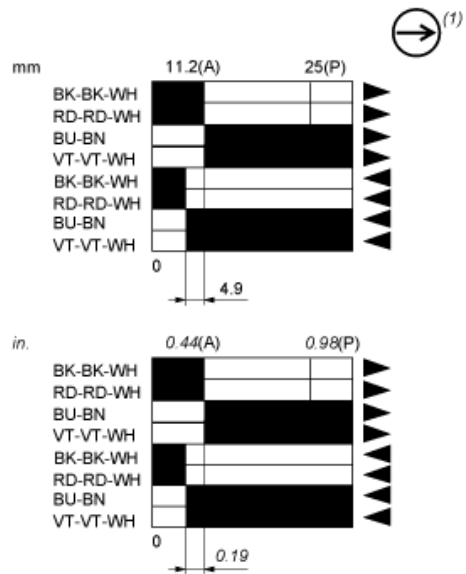 (1)
mm 11.2(A) 25(P)
BK-BK-WH
RD-RD-WH
BU-BN
VT-VT-WH
BK-BK-WH
RD-RD-WH
BU-BN
VT-VT-WH
0
4.9
in. 0.44(A) 0.98(P)
BK-BK-WH
RD-RD-WH
BU-BN
VT-VT-WH
BK-BK-WH
RD-RD-WH
BU-BN
VT-VT-WH
0
0.19